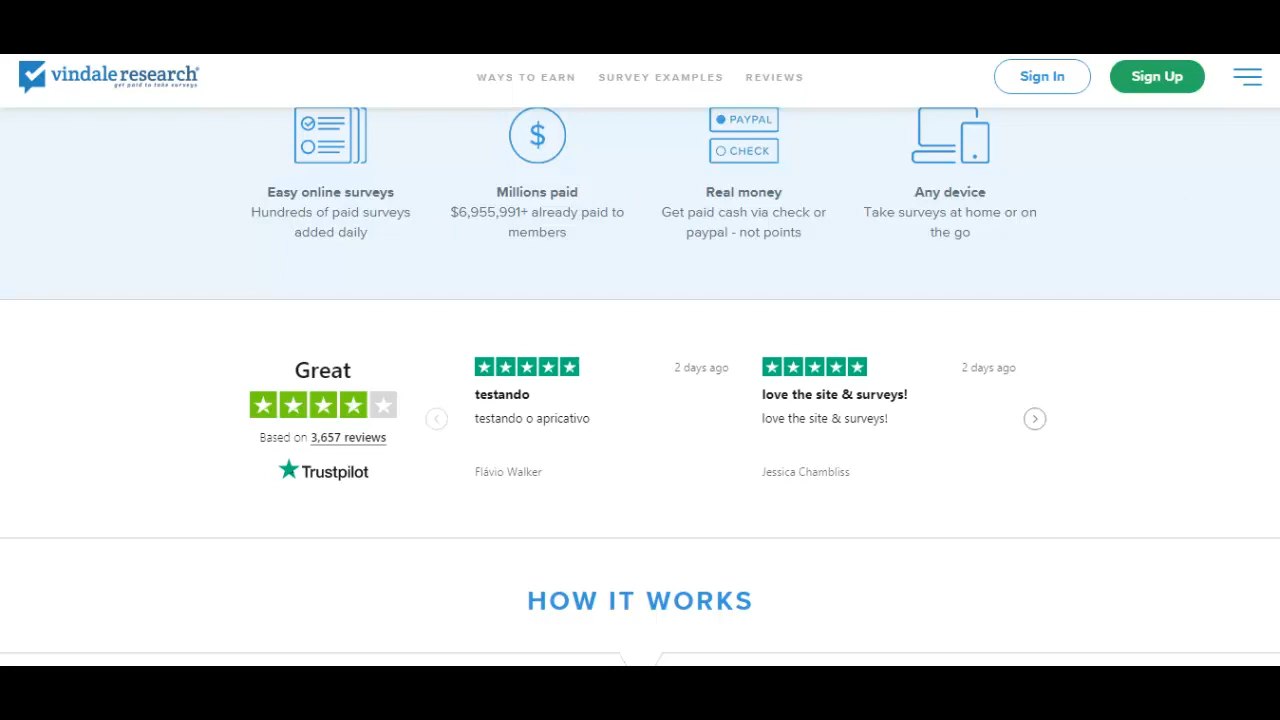 vindale research®
get paid to take surveys
WAYS TO EARN
SURVEY EXAMPLES
REVIEWS
Sign In
Sign Up
$
PAYPAL
CHECK
Easy online surveys
Hundreds of paid surveys
added daily
Millions paid
$6,955,991+ already paid to
members
Real money
Get paid cash via check or
paypal - not points
Any device
Take surveys at home or on
the go
Great
Based on 3,657 reviews
Trustpilot
2 days ago
testando
testando o apricativo
Flávio Walker
2 days ago
love the site & surveys!
love the site & surveys!
Jessica Chambliss
HOW IT WORKS